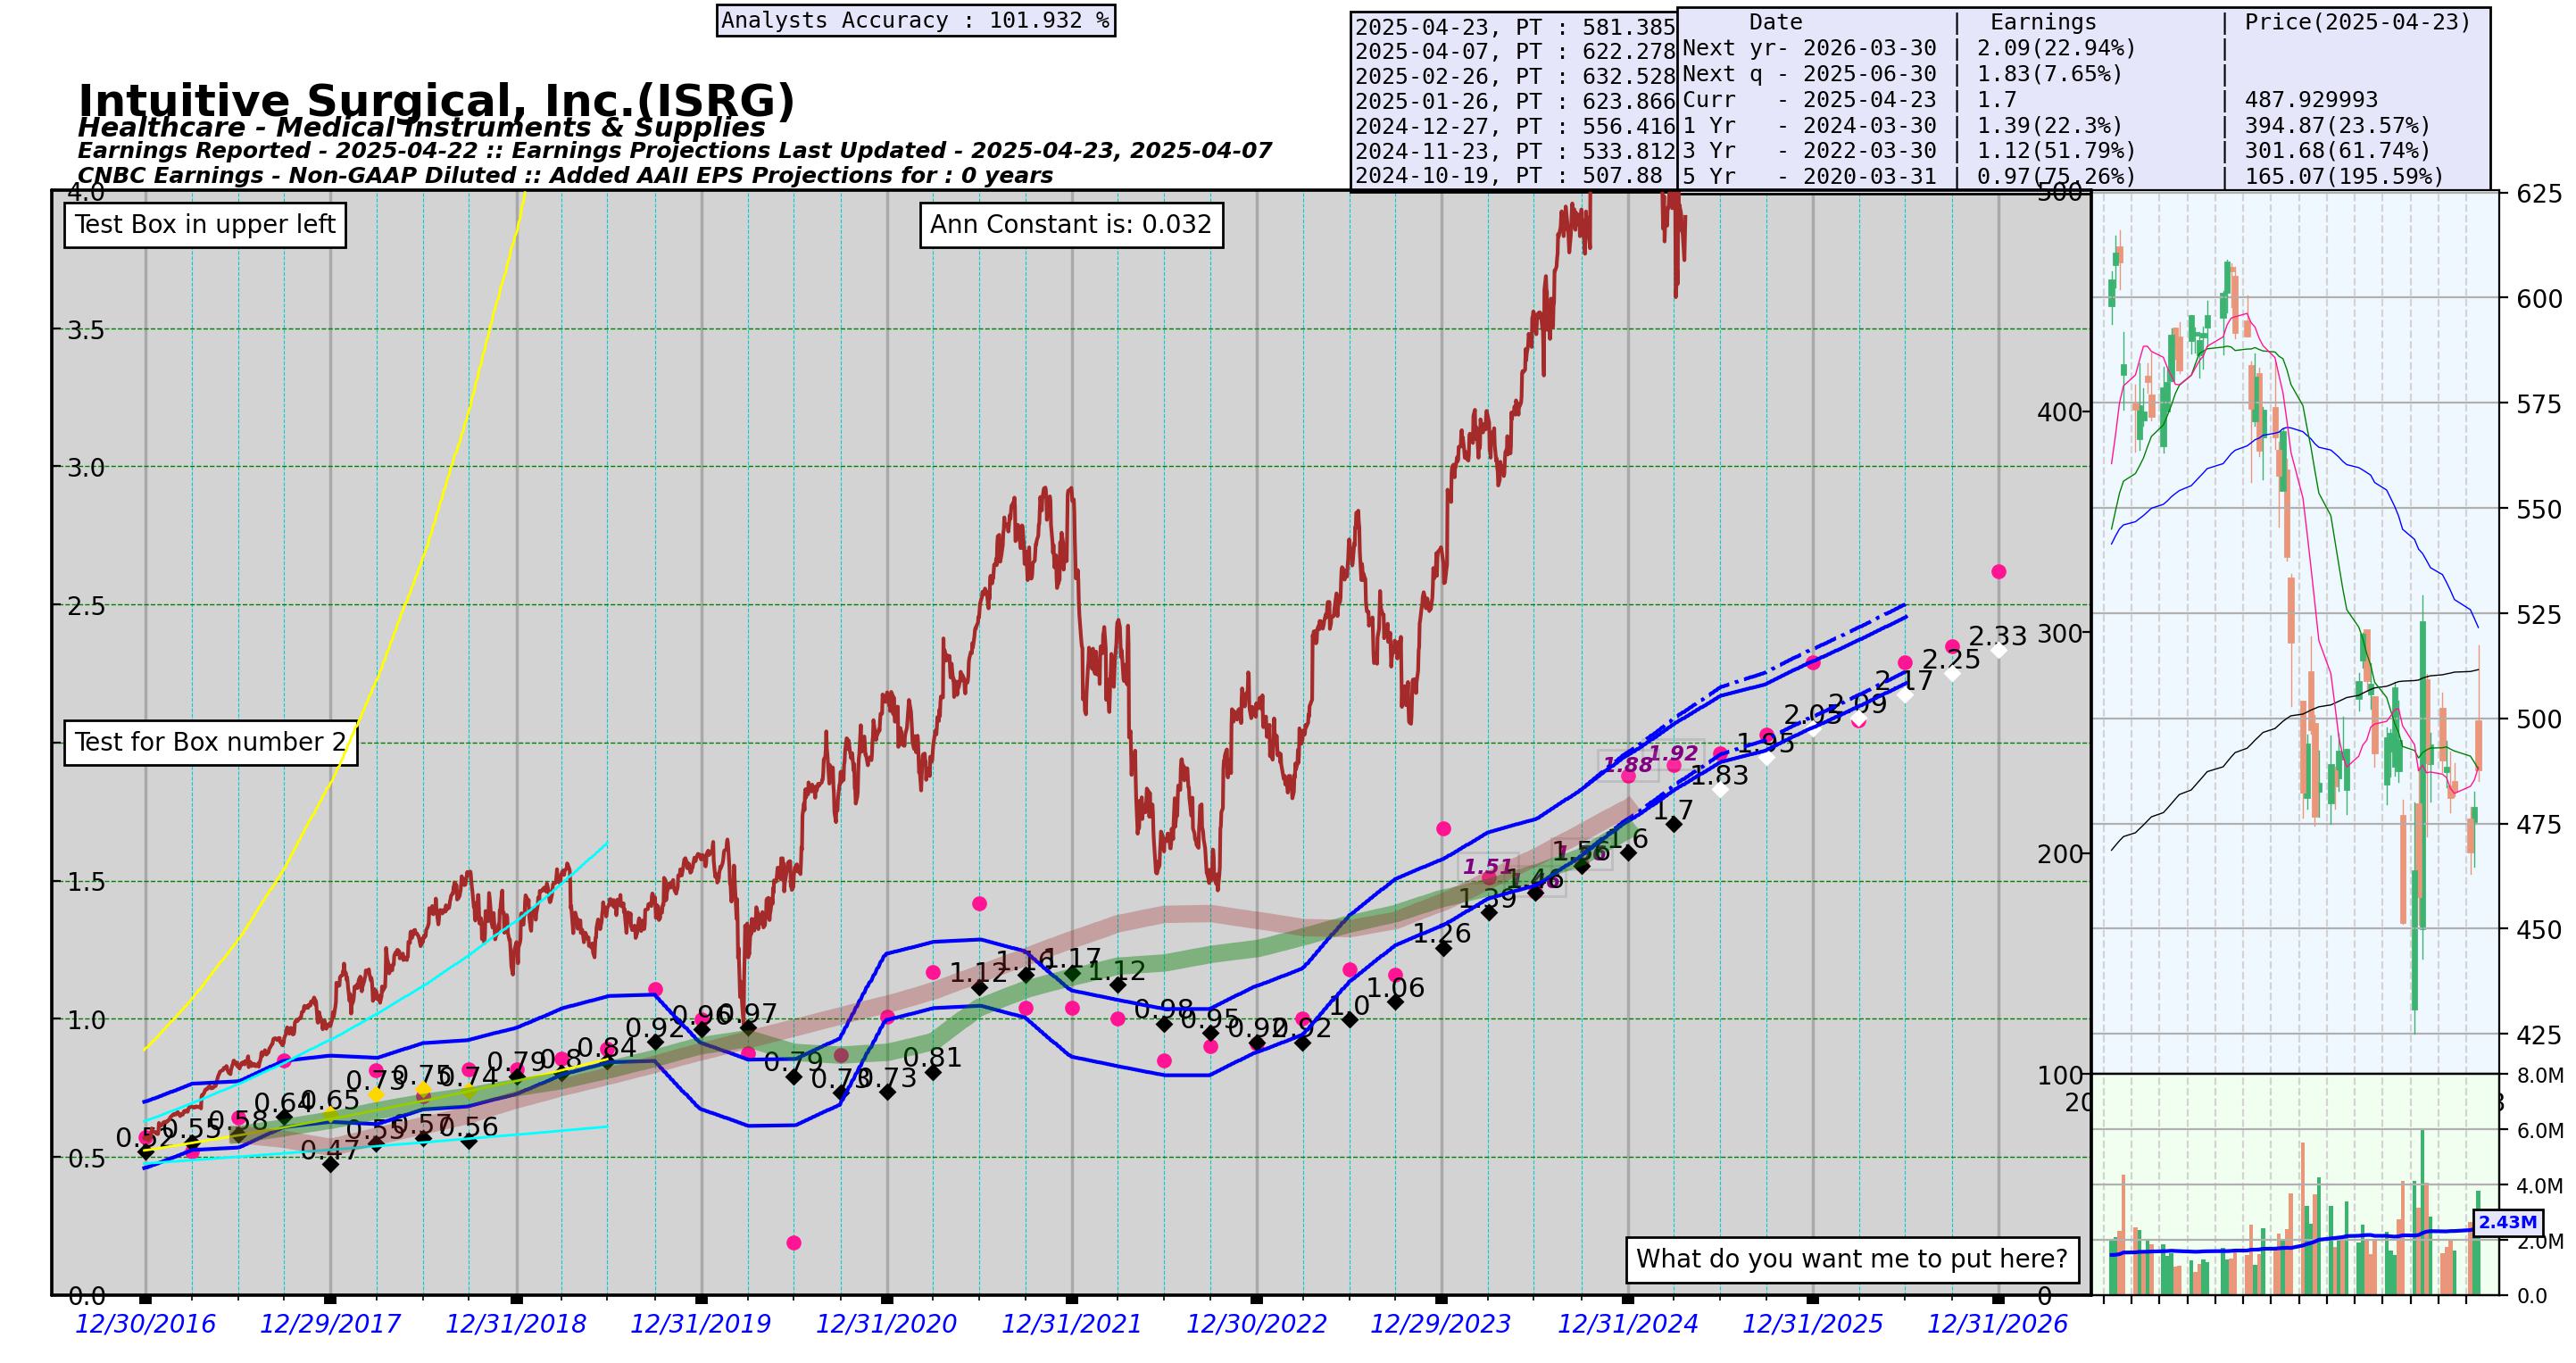 Analysts Accuracy : 101.932 %
Intuitive Surgical, Inc.(ISRG)
Healthcare - Medical Instruments & Supplies
Earnings Reported - 2025-04-22 :: Earnings Projections Last Updated - 2025-04-23, 2025-04-07
CNBC Earnings - Non-GAAP Diluted :: Added AAII EPS Projections for : 0 years
2025-04-23, PT : 581.385
2025-04-07, PT : 622.278
2025-02-26, PT : 632.528
2025-01-26, PT : 623.866
2024-12-27, PT : 556.416
2024-11-23, PT : 533.812
2024-10-19, PT : 507.88
Date | Earnings | Price(2025-04-23)
Next yr- 2026-03-30 | 2.09(22.94%) |
Next q - 2025-06-30 | 1.83(7.65%) |
Curr - 2025-04-23 | 1.7 | 487.929993
1 Yr - 2024-03-30 | 1.39(22.3%) | 394.87(23.57%)
3 Yr - 2022-03-30 | 1.12(51.79%) | 301.68(61.74%)
5 Yr - 2020-03-31 | 0.97(75.26%) | 165.07(195.59%)
Test Box in upper left
Ann Constant is: 0.032
Test for Box number 2
What do you want me to put here?
4.0
3.5
3.0
2.5
1.5
1.0
0.5
0.0
500
400
300
200
100
0
625
600
575
550
525
500
475
450
425
8.0M
6.0M
4.0M
2.43M
2.0M
0.0
0.52
0.55
0.58
0.64
0.65
0.47
0.73
0.55
0.75
0.57
0.74
0.56
0.79
0.8
0.84
0.92
0.96
0.97
0.79
0.73
0.73
0.81
1.12
1.16
1.17
1.12
0.98
0.95
0.92
0.92
1.0
1.06
1.26
1.39
1.51
1.46
1.56
1.6
1.88
1.7
1.92
1.83
1.95
2.05
2.09
2.17
2.25
2.33
12/30/2016
12/29/2017
12/31/2018
12/31/2019
12/31/2020
12/31/2021
12/30/2022
12/29/2023
12/31/2024
12/31/2025
12/31/2026